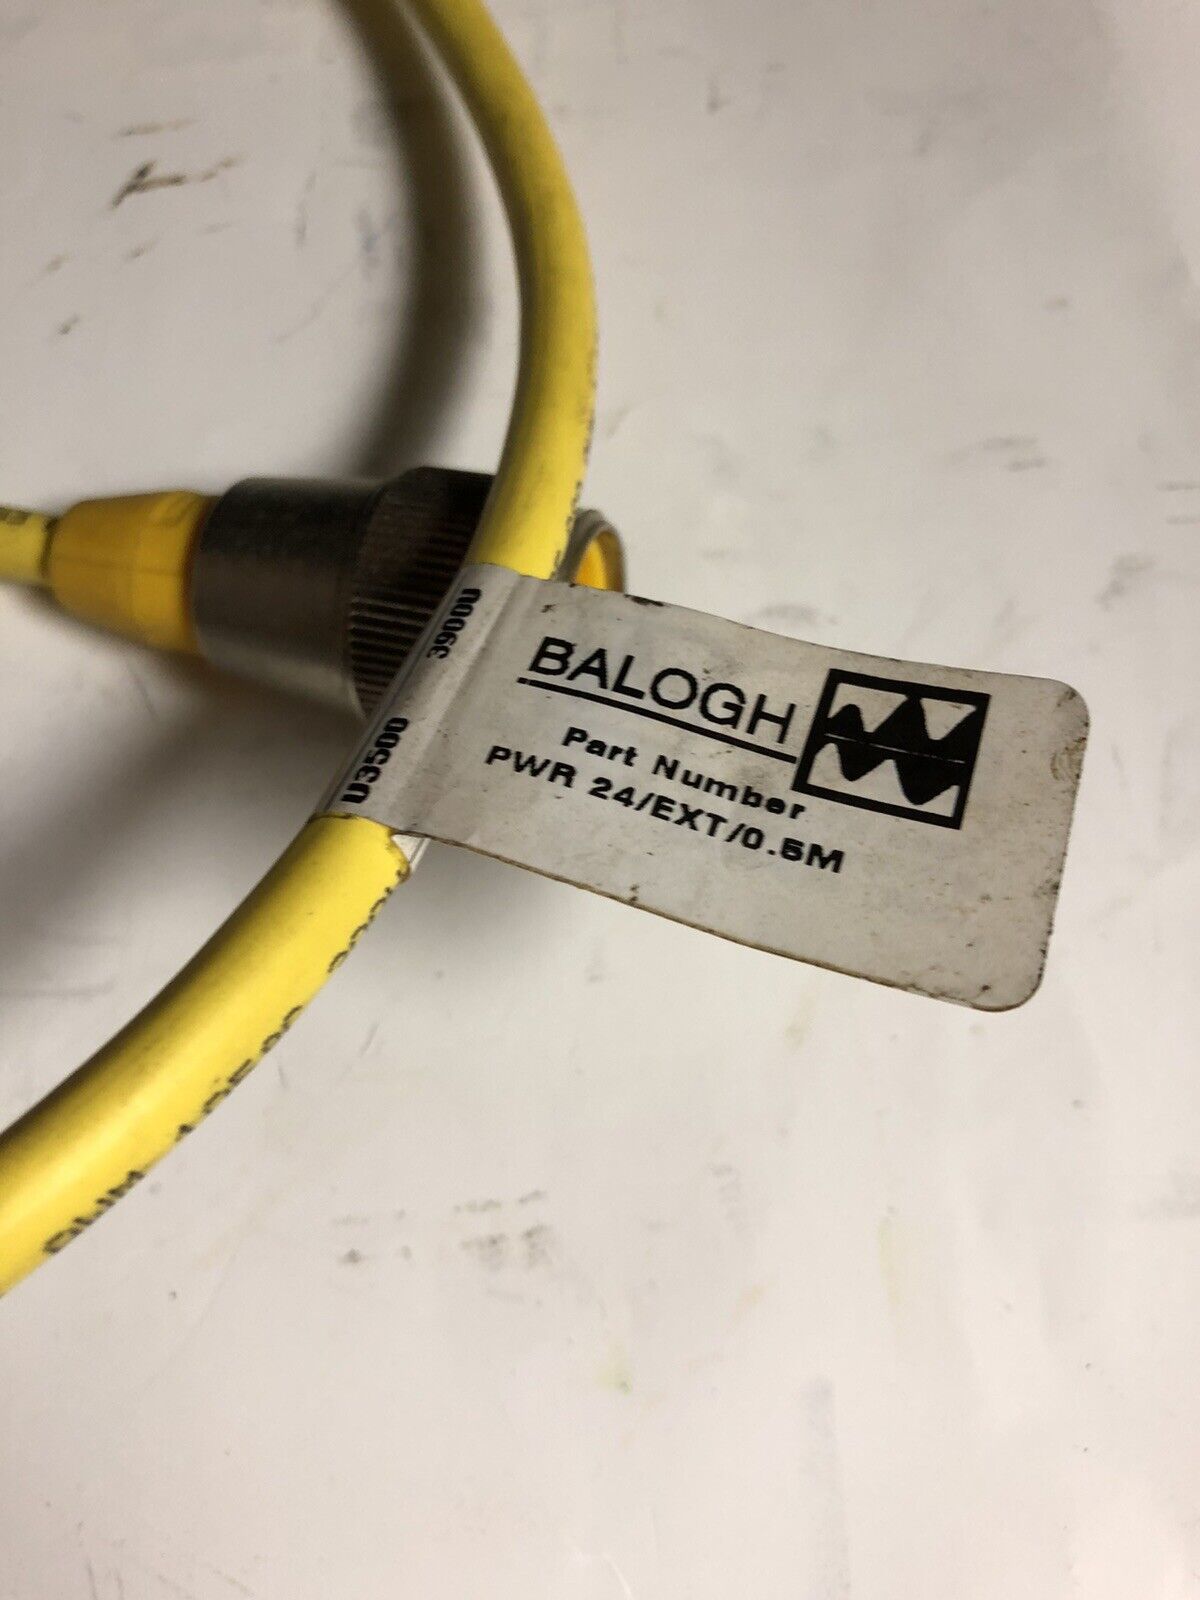 BALOGH
Part Number
PWR 24/EXT/0.5M
3900U
U3500